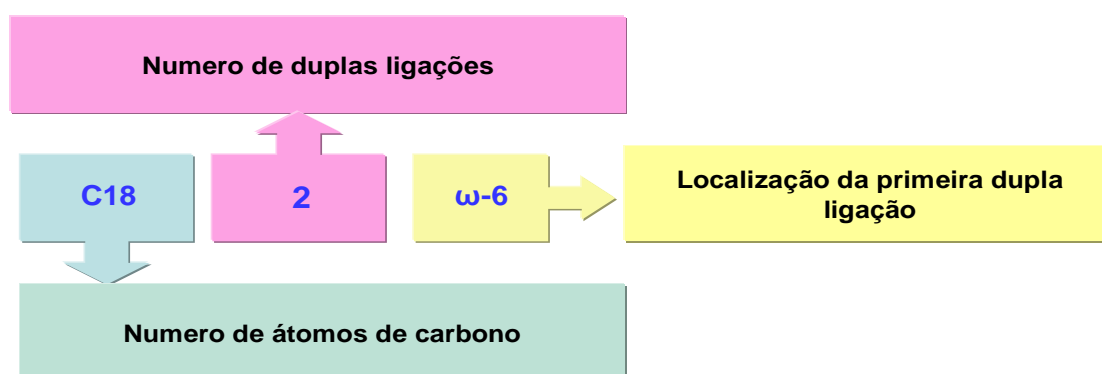 Numero de duplas ligações
C18
2
ω-6
Localização da primeira dupla
ligação
Numero de átomos de carbono